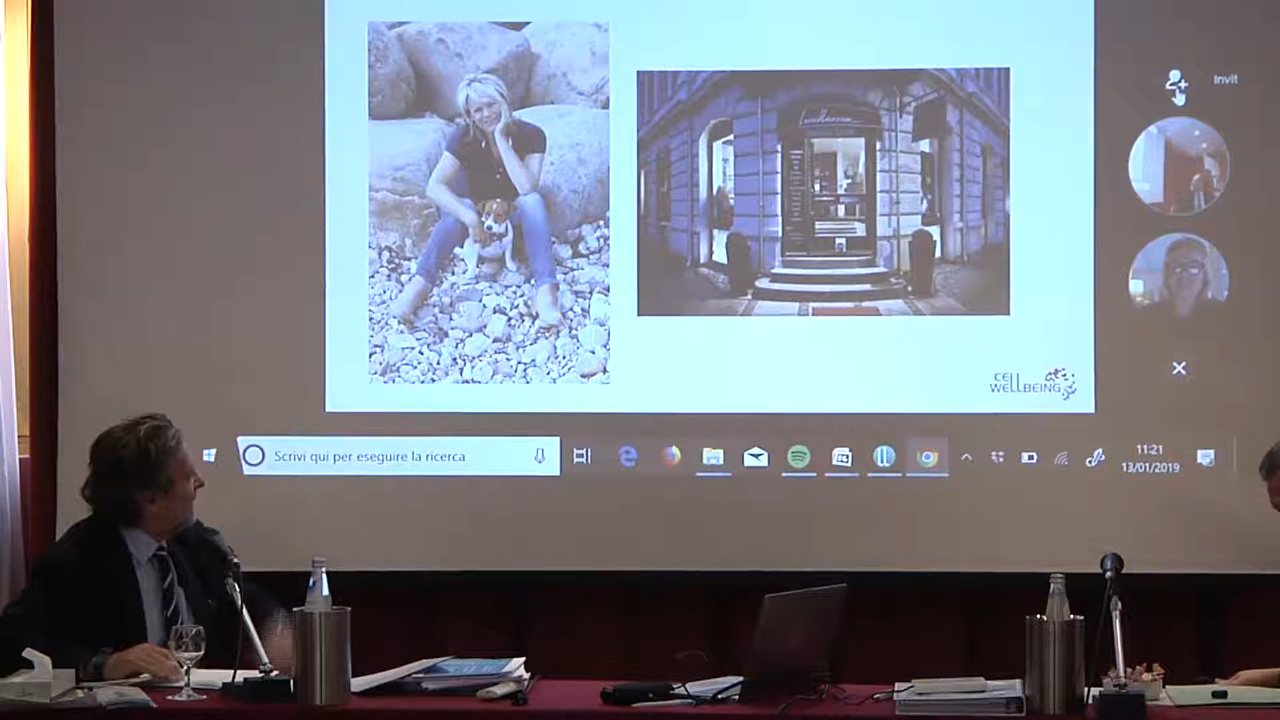 Invit
CELL
WELLBEING
Scrivi qui per eseguire la ricerca
11:21
13/01/2019